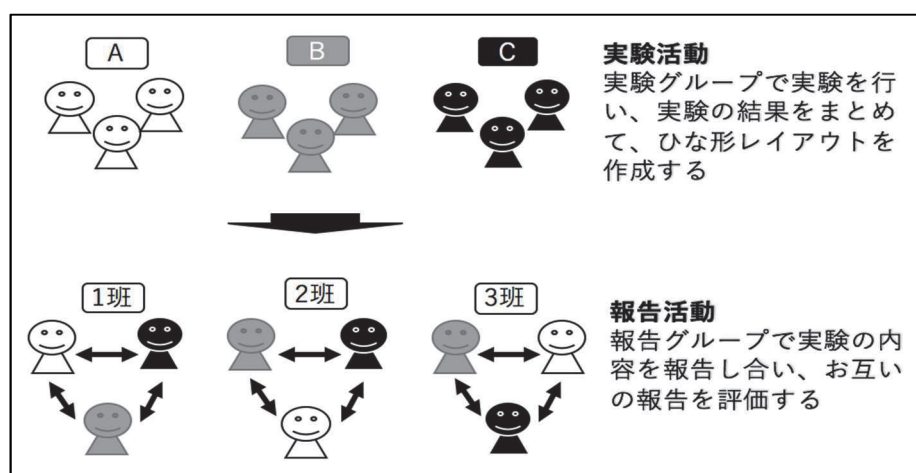 A
B
C
実験活動
実験グループで実験を行
い、実験の結果をまとめ
て、ひな形レイアウトを
作成する
1班
2班
3班
報告活動
報告グループで実験の内
容を報告し合い、お互い
の報告を評価する